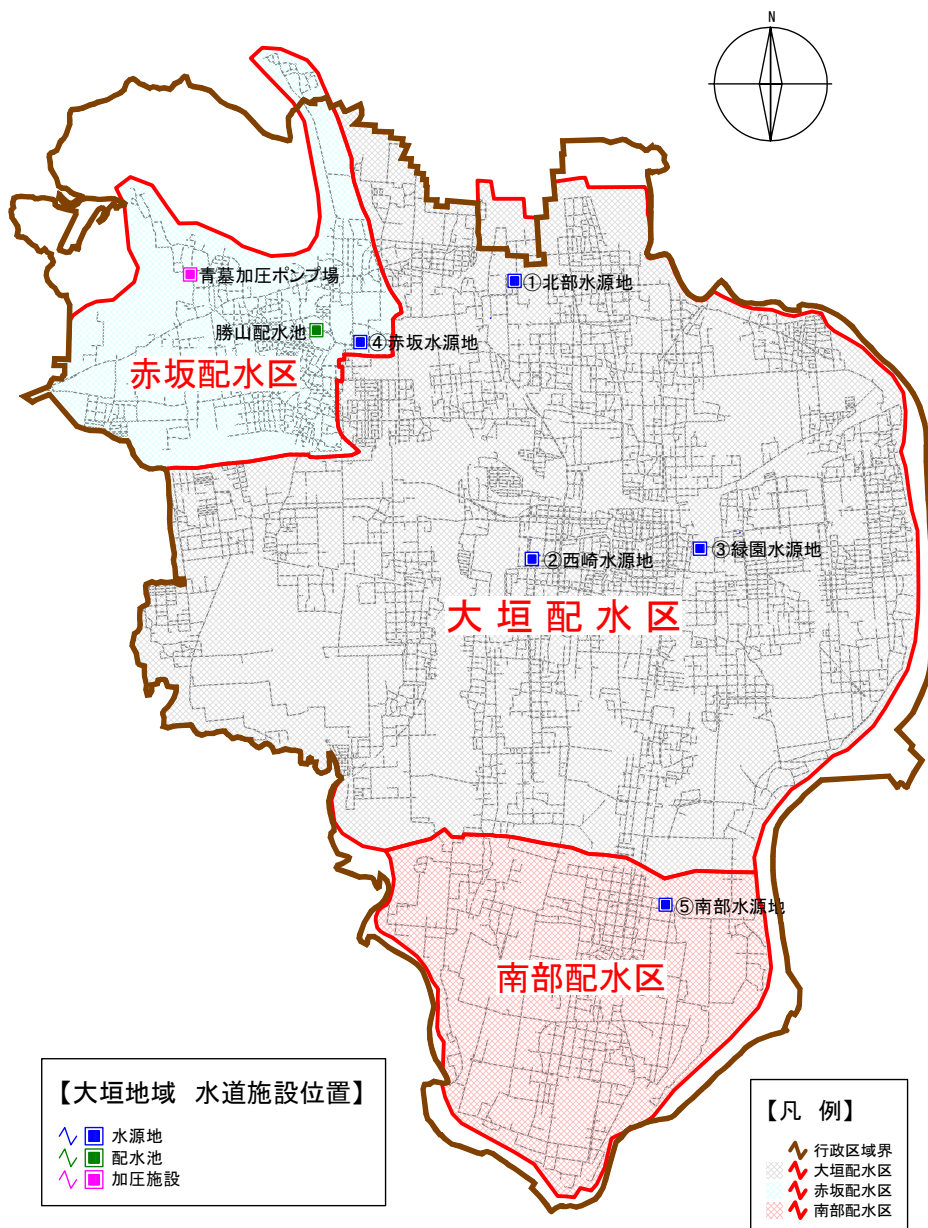 N
青墓加圧ポンプ場
①北部水源地
勝山配水池
④赤坂水源地
赤坂配水区
②西崎水源地
③緑園水源地
大垣配水区
⑤南部水源地
南部配水区
【大垣地域 水道施設位置】
水源地
配水池
加圧施設
【凡 例】
行政区域界
大垣配水区
赤坂配水区
南部配水区